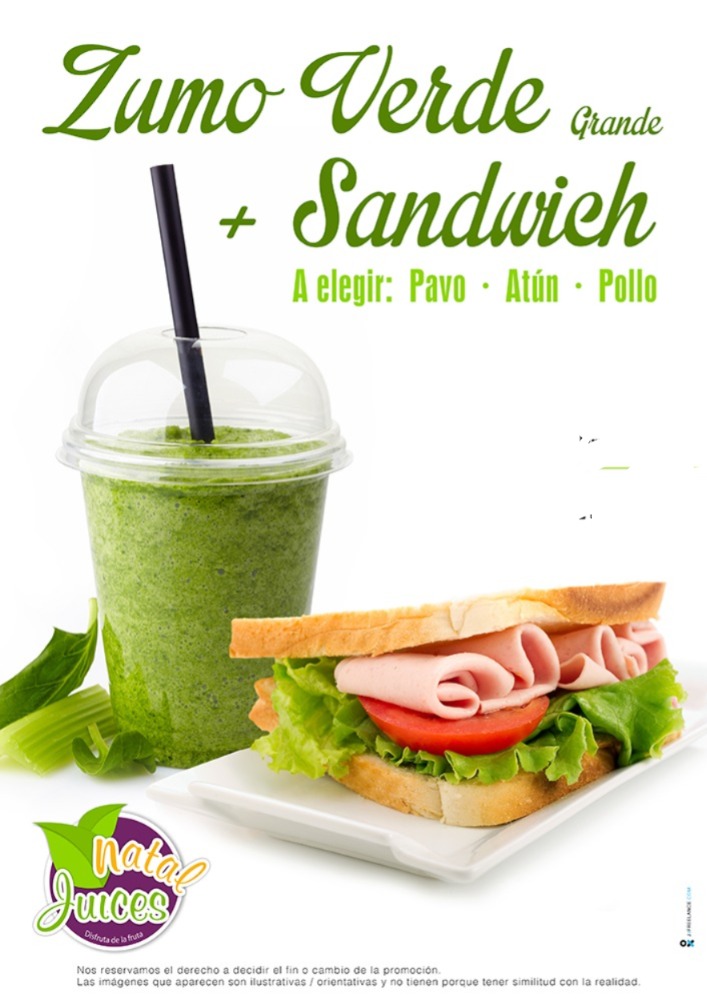 Zumo Verde Grande
+ Sandwich
A elegir: Pavo · Atún · Pollo
Natal
Juices
Disfruta de la fruta
FREELANCE.COM
Nos reservamos el derecho a decidir el fin o cambio de la promoción.
Las imágenes que aparecen son ilustrativas / orientativas y no tienen porque tener similitud con la realidad.